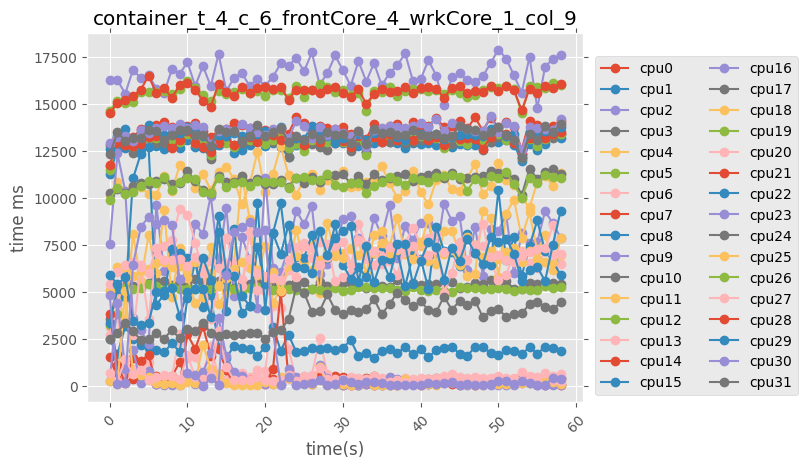 container_t_4_c_6_frontCore_4_wrkCore_1_col_9
17500
15000
12500
10000
7500
5000
2500
0
time ms
0
10
20
30
40
50
60
time(s)
cpu0
cpu1
cpu2
cpu3
cpu4
cpu5
cpu6
cpu7
cpu8
cpu9
cpu10
cpu11
cpu12
cpu13
cpu14
cpu15
cpu16
cpu17
cpu18
cpu19
cpu20
cpu21
cpu22
cpu23
cpu24
cpu25
cpu26
cpu27
cpu28
cpu29
cpu30
cpu31